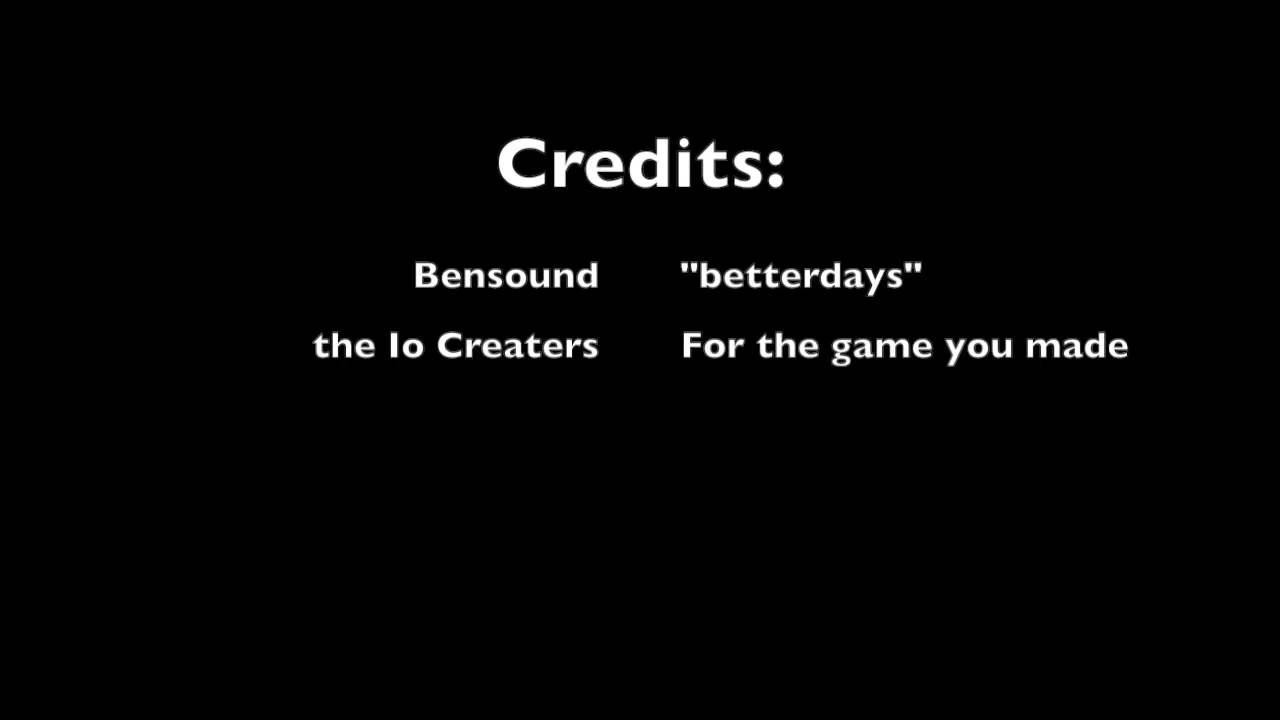 Credits:
Bensound "betterdays"
the Io Creaters For the game you made